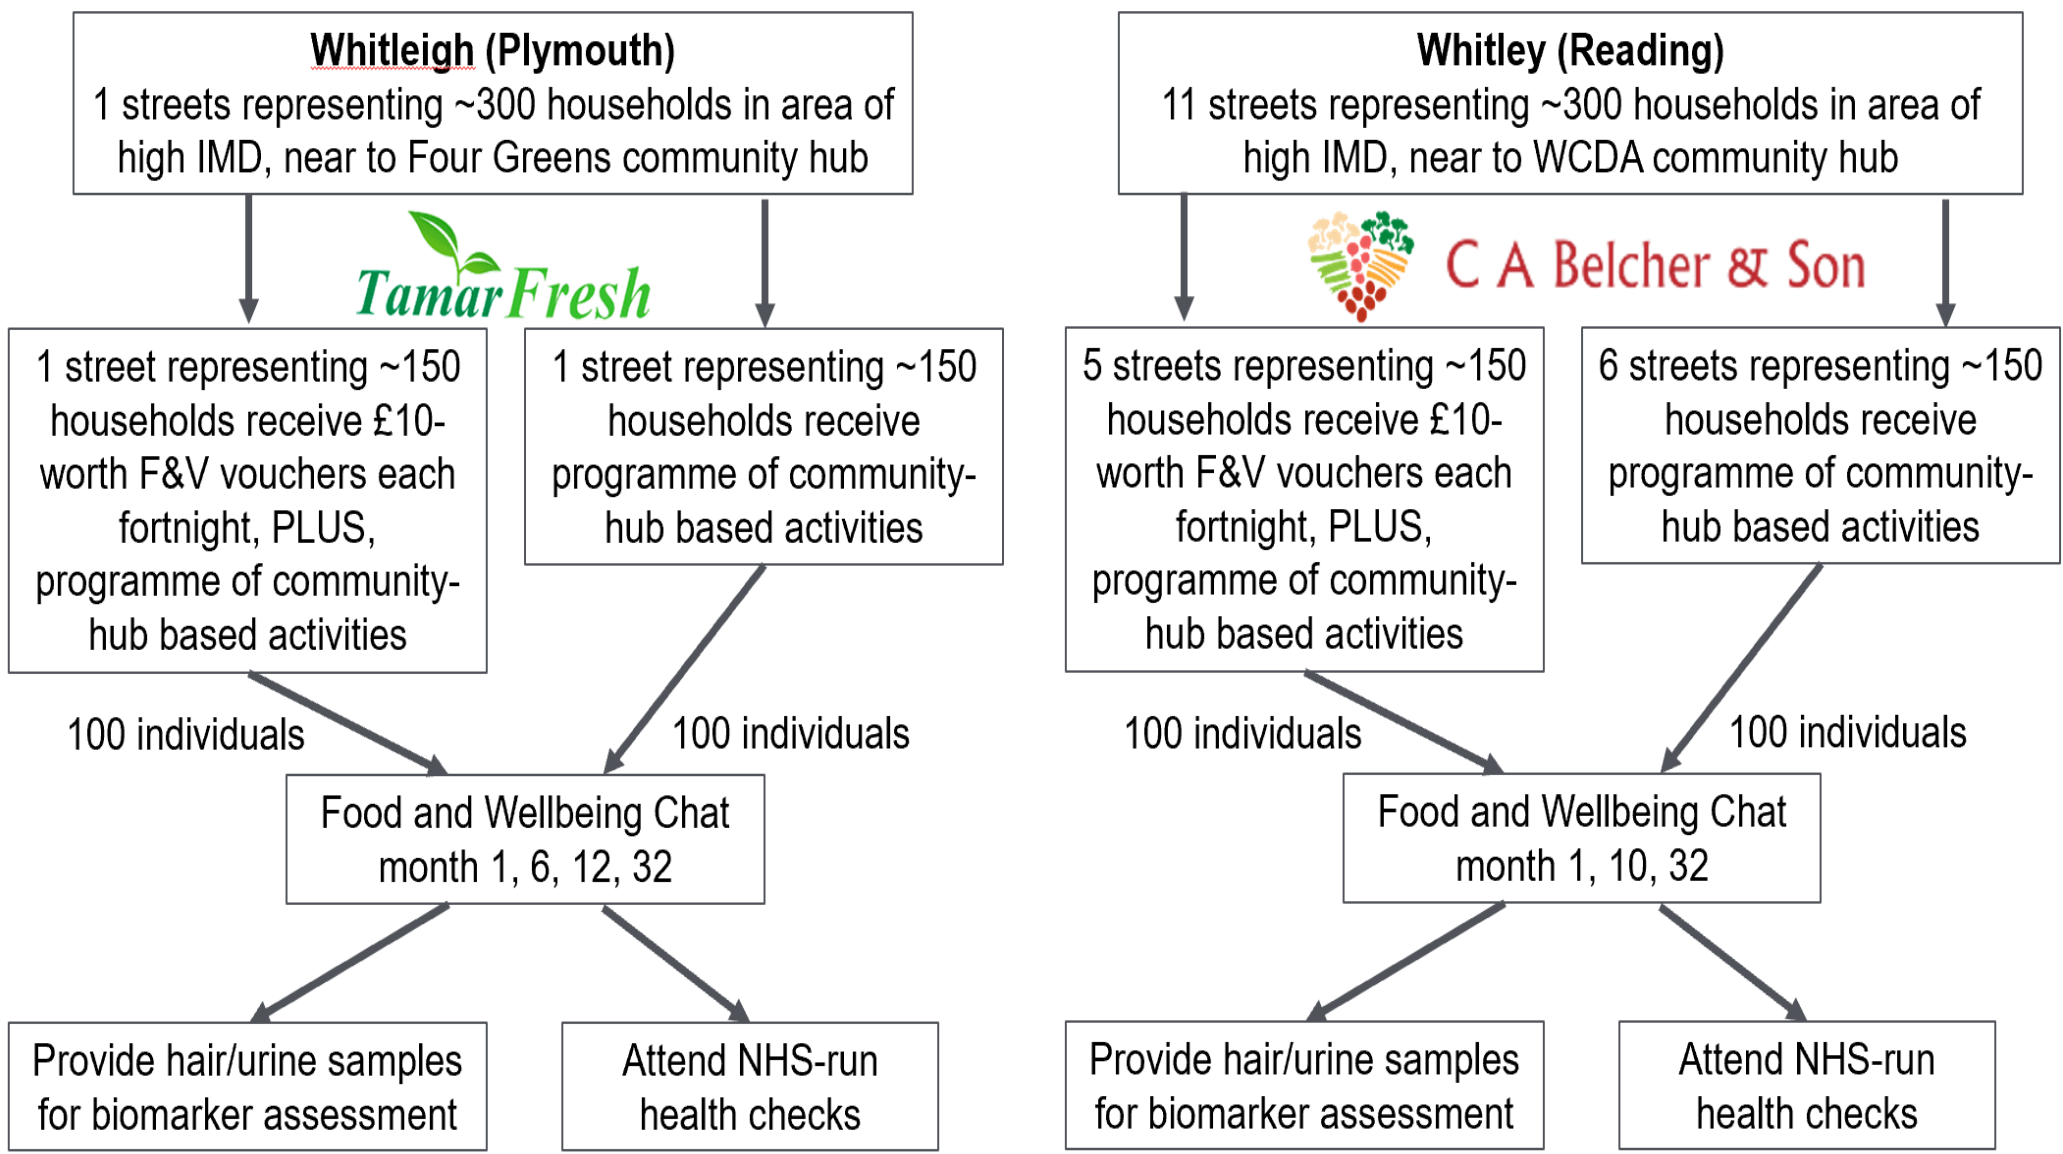 Whitleigh (Plymouth)
1 streets representing ~300 households in area of
high IMD, near to Four Greens community hub
Tamar Fresh
1 street representing ~150
households receive £10-
worth F&V vouchers each
fortnight, PLUS,
programme of community-
hub based activities
1 street representing ~150
households receive
programme of community-
hub based activities
100 individuals
100 individuals
Food and Wellbeing Chat
month 1, 6, 12, 32
Provide hair/urine samples
for biomarker assessment
Attend NHS-run
health checks
Whitley (Reading)
11 streets representing ~300 households in area of
high IMD, near to WCDA community hub
C A Belcher & Son
5 streets representing ~150
households receive £10-
worth F&V vouchers each
fortnight, PLUS,
programme of community-
hub based activities
6 streets representing ~150
households receive
programme of community-
hub based activities
100 individuals
100 individuals
Food and Wellbeing Chat
month 1, 10, 32
Provide hair/urine samples
for biomarker assessment
Attend NHS-run
health checks